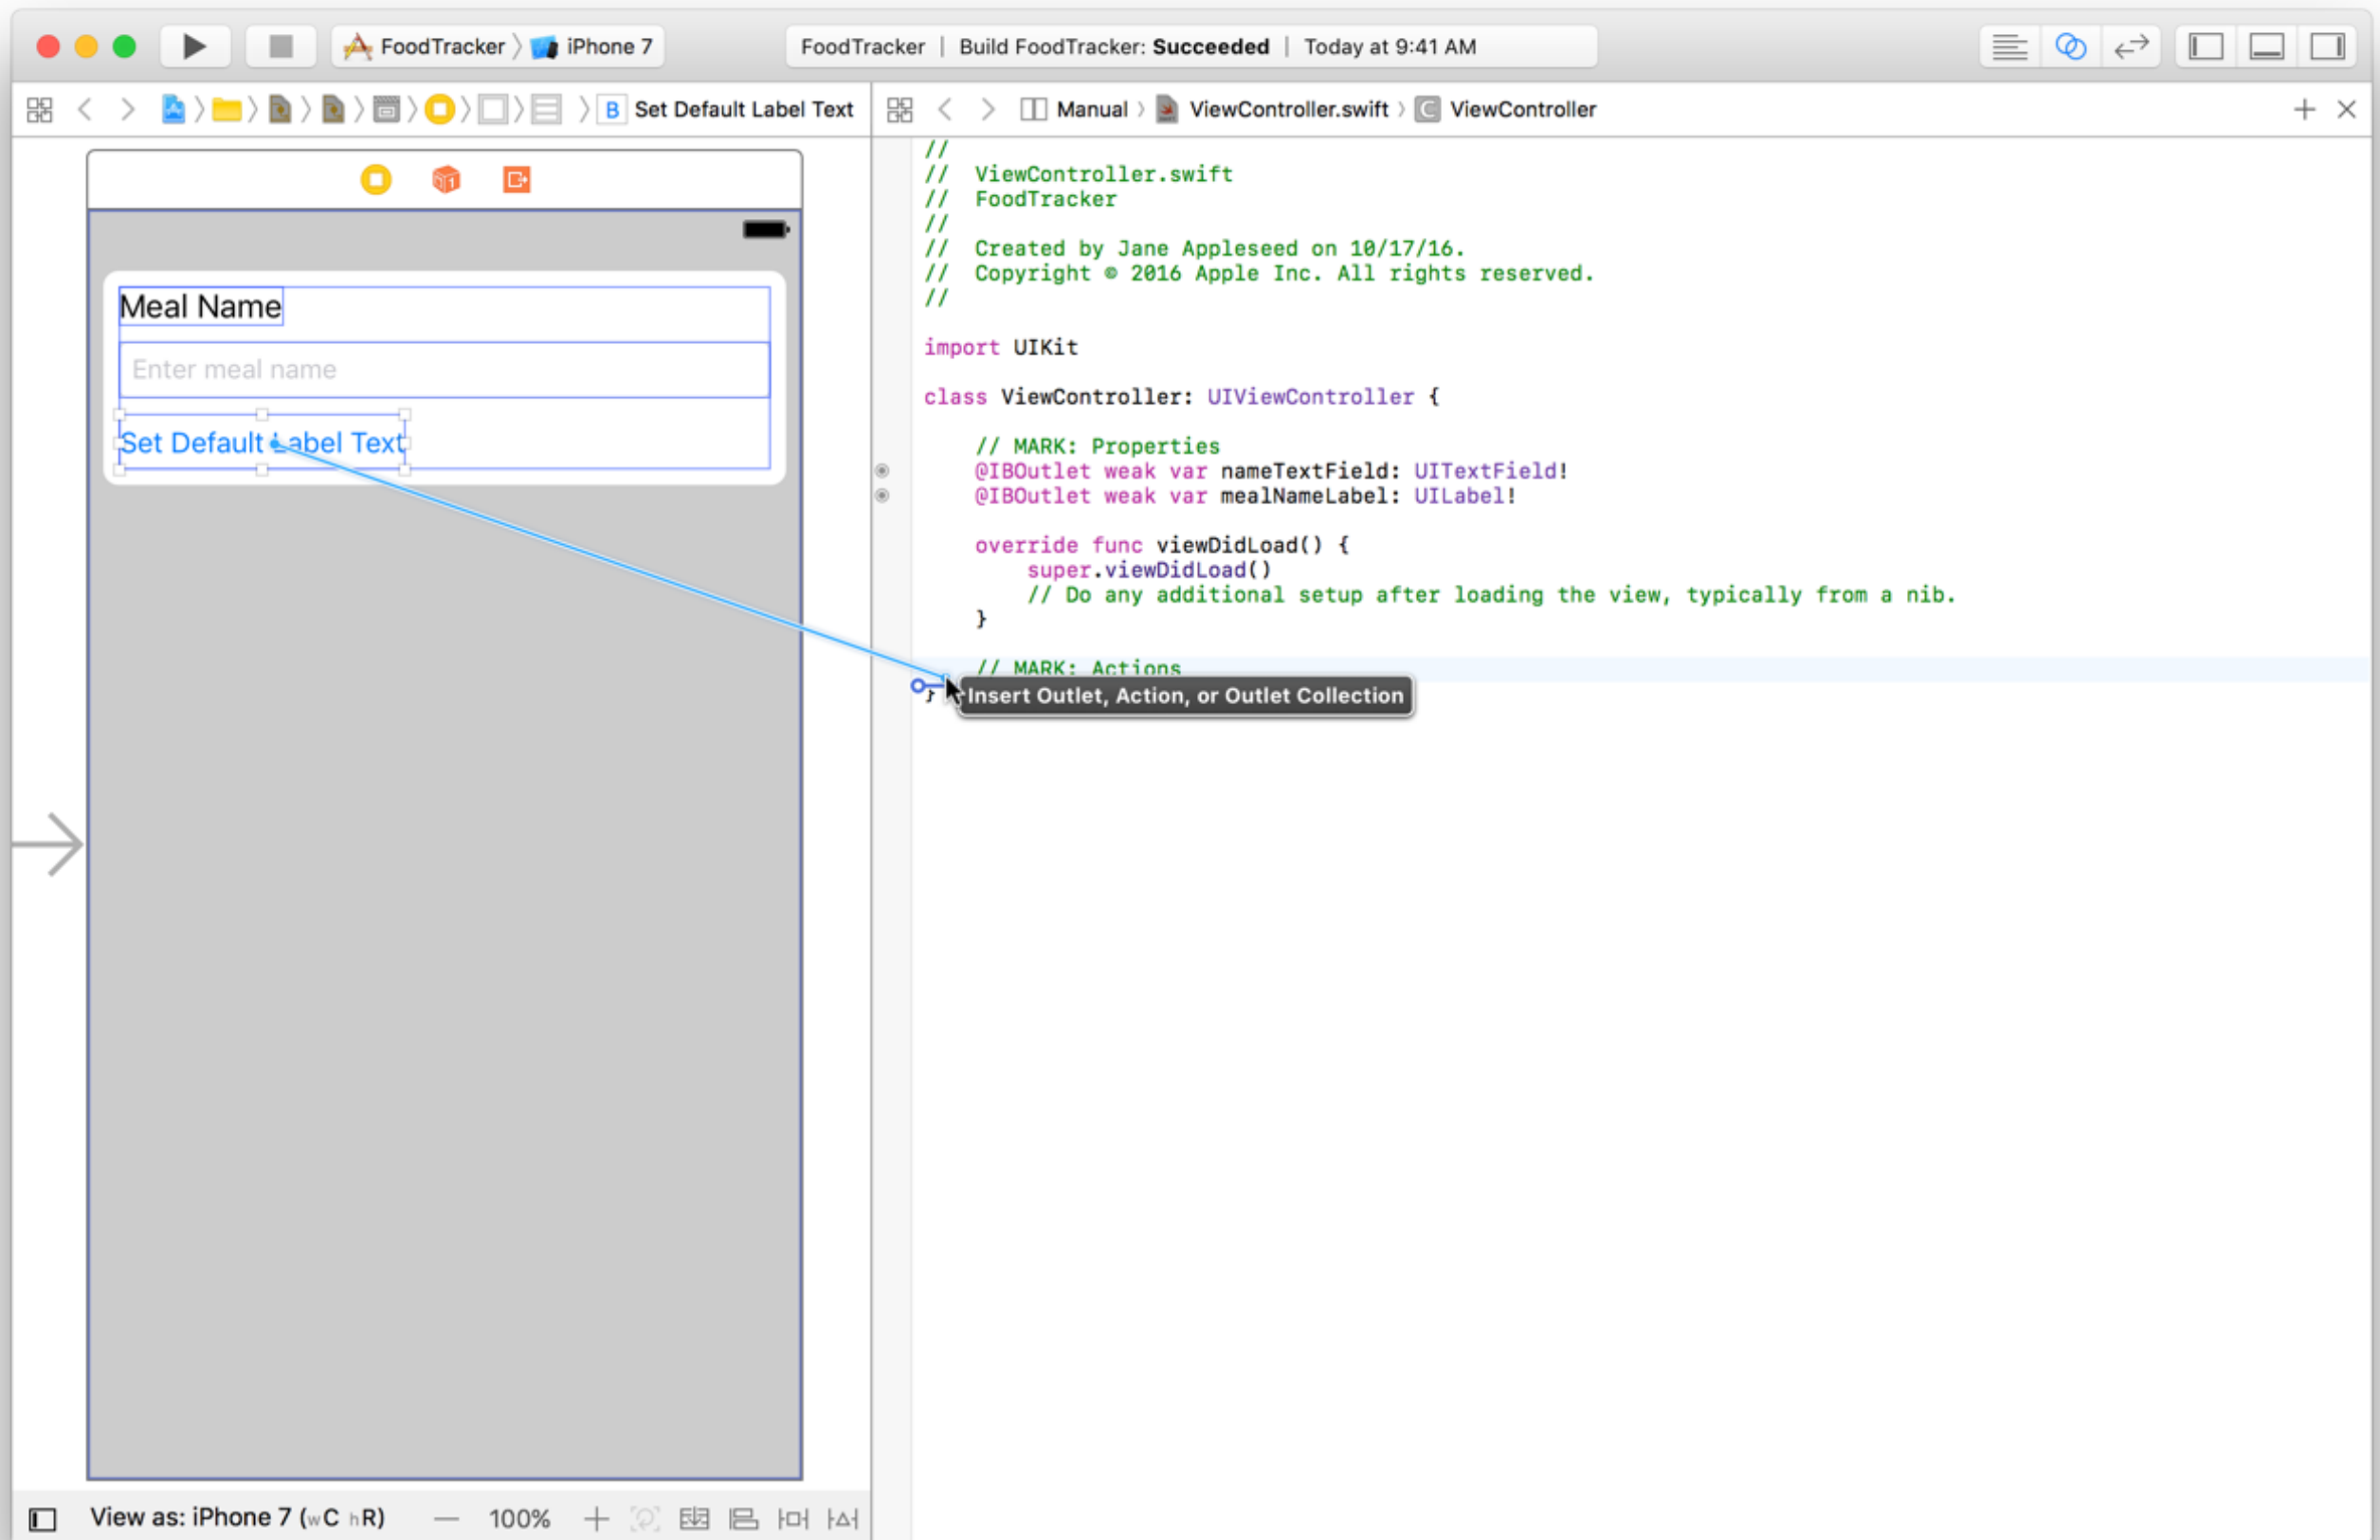 FoodTracker iPhone 7
FoodTracker | Build FoodTracker: Succeeded | Today at 9:41 AM
B Set Default Label Text
Manual ViewController.swift C ViewController
Meal Name
Enter meal name
Set Default Label Text
//
// ViewController.swift
// FoodTracker
//
// Created by Jane Appleseed on 10/17/16.
// Copyright © 2016 Apple Inc. All rights reserved.
//
import UIKit
class ViewController: UIViewController {
// MARK: Properties
@IBOutlet weak var nameTextField: UITextField!
@IBOutlet weak var mealNameLabel: UILabel!
override func viewDidLoad() {
super.viewDidLoad()
// Do any additional setup after loading the view, typically from a nib.
}
// MARK: Actions
}
Insert Outlet, Action, or Outlet Collection
View as: iPhone 7 (wC hR)
100%